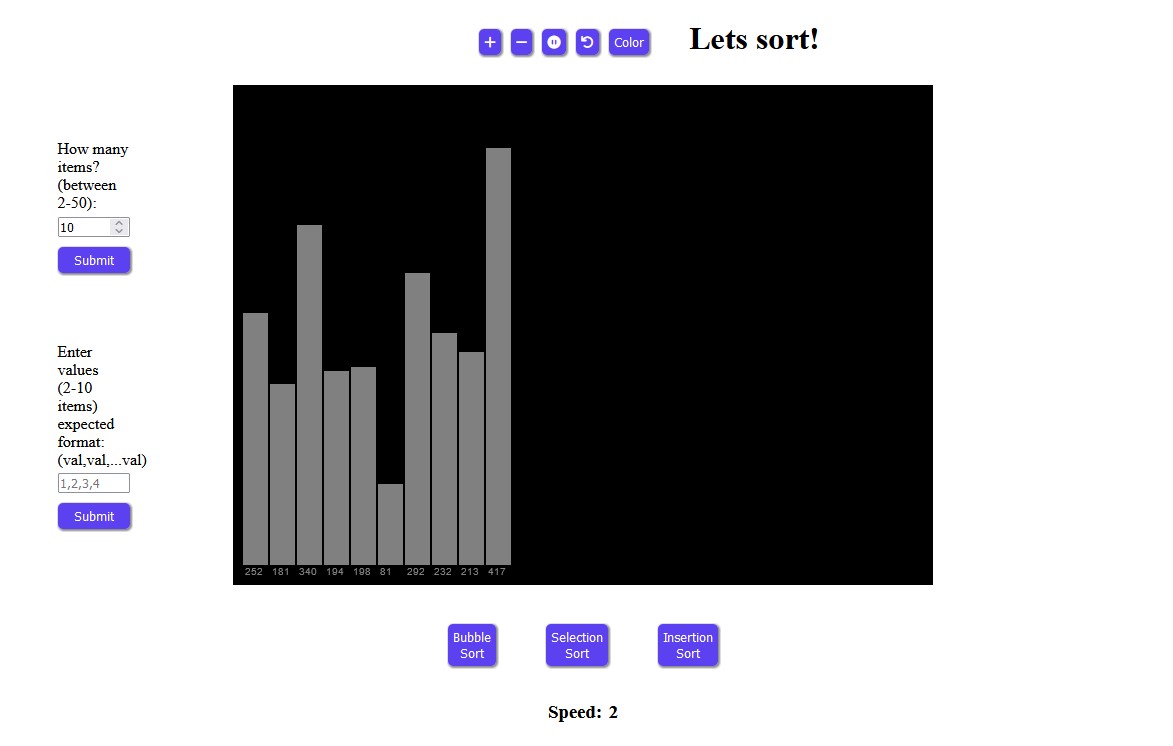 Color
Lets sort!
How many
items?
(between
2-50):
10
Submit
Enter
values
(2-10
items)
expected
format:
(val,val,...val)
1,2,3,4
Submit
252 181 340 194 198 81 292 232 213 417
Bubble
Sort
Selection
Sort
Insertion
Sort
Speed: 2